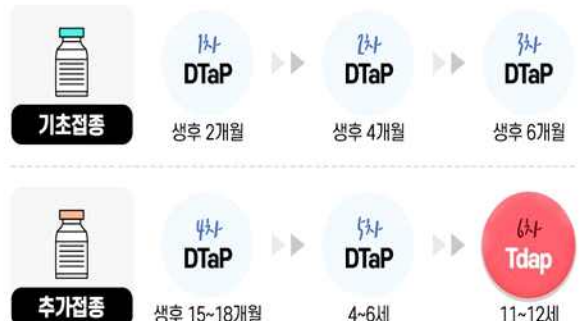 1차
DTaP
2차
DTaP
3차
DTaP
기초접종
생후 2개월
생후 4개월
생후 6개월
4차
DTaP
5차
DTaP
6차
Tdap
추가접종
생후 15~18개월
4~6세
11~12세